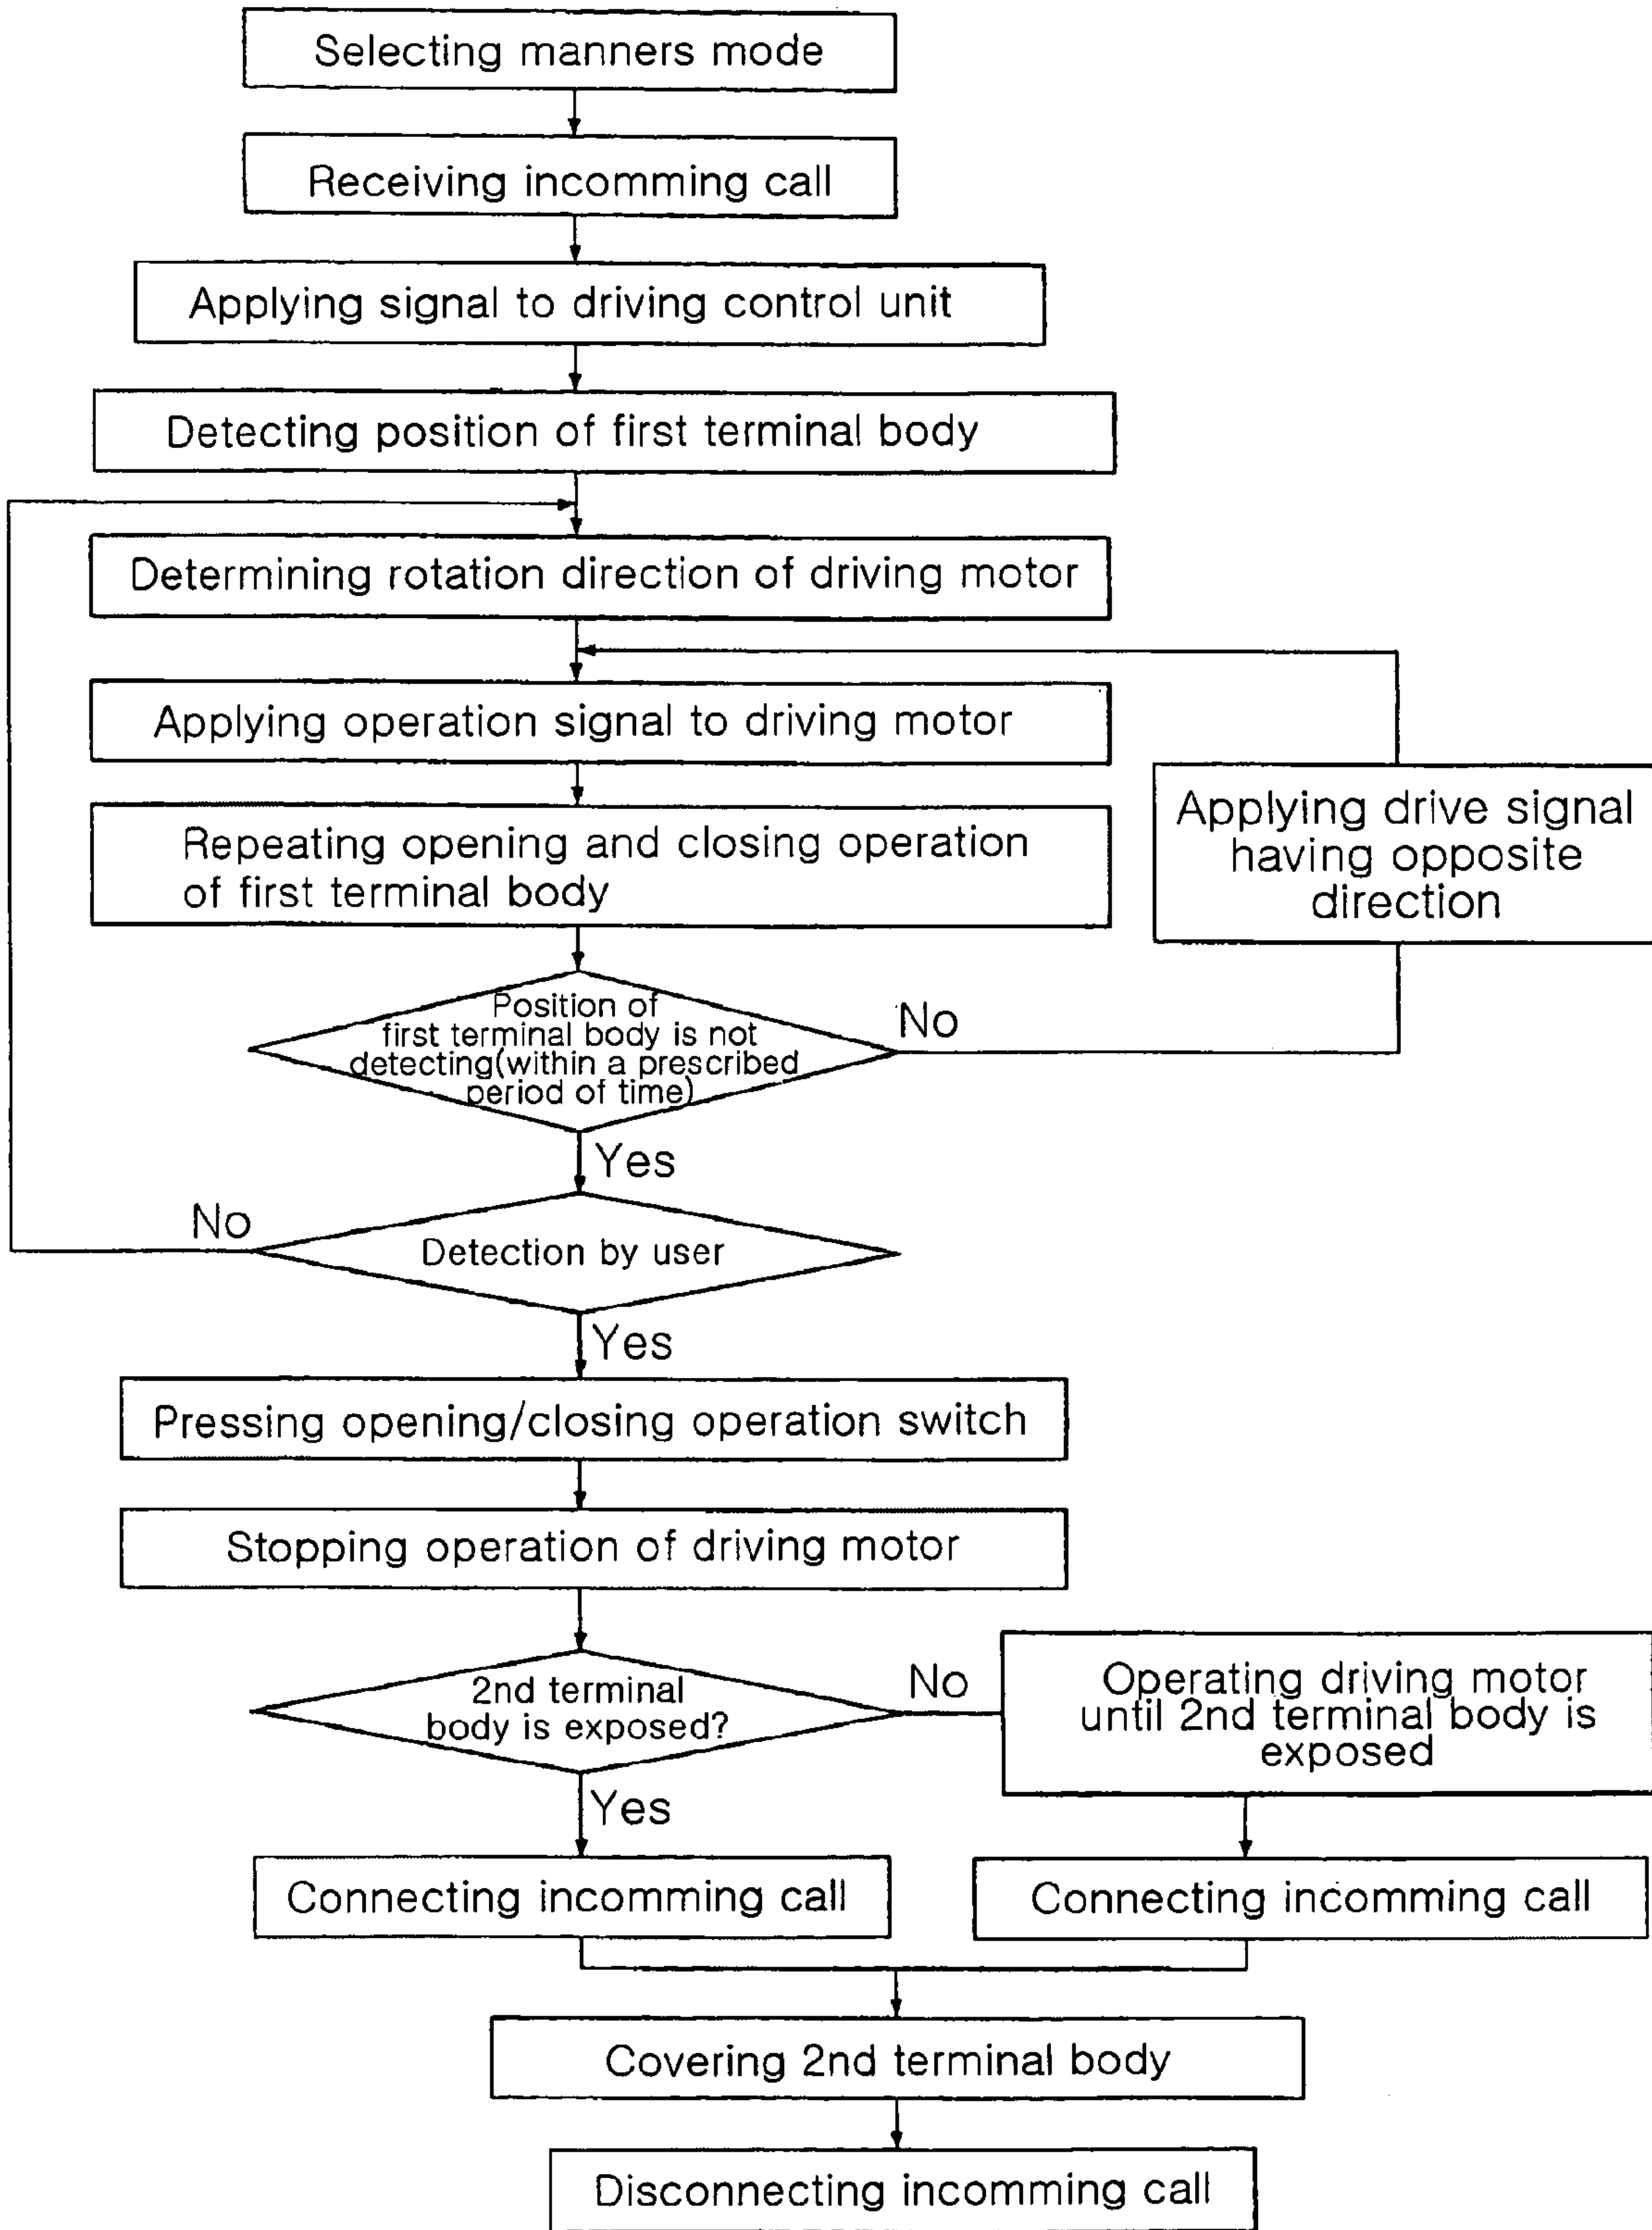 Selecting manners mode
Receiving incomming call
Applying signal to driving control unit
Detecting position of first terminal body
Determining rotation direction of driving motor
Applying operation signal to driving motor
Repeating opening and closing operation
of first terminal body
Applying drive signal
having opposite
direction
Position of
first terminal body is not
detecting(within a prescribed
period of time)
No
Yes
No
Detection by user
Yes
Pressing opening/closing operation switch
Stopping operation of driving motor
2nd terminal
body is exposed?
No
Operating driving motor
until 2nd terminal body is
exposed
Yes
Connecting incomming call
Connecting incomming call
Covering 2nd terminal body
Disconnecting incomming call